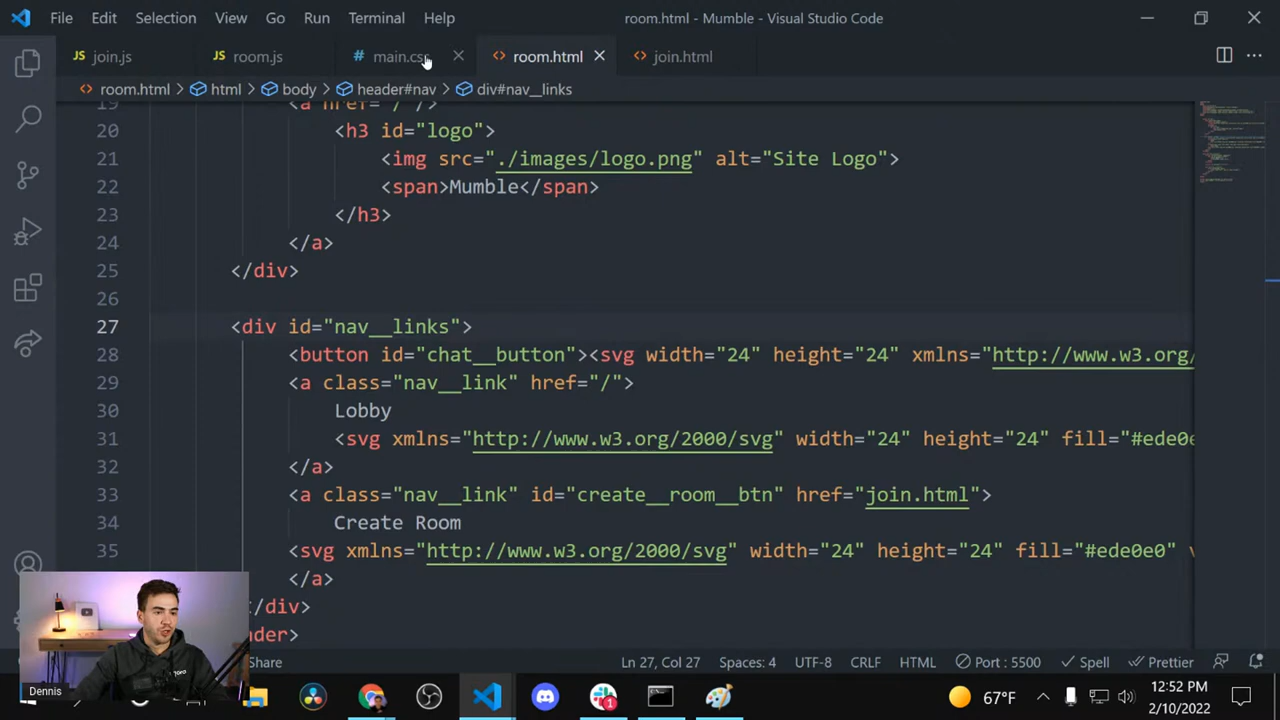 File Edit Selection View Go Run Terminal Help room.html - Mumble - Visual Studio Code
JS join.js JS room.js # main.css <> room.html <> join.html
<> room.html html body header#nav div#nav__links
19 <a href="/">
20 <h3 id="logo">
21 <img src="./images/logo.png" alt="Site Logo">
22 <span>Mumble</span>
23 </h3>
24 </a>
25 </div>
26
27 <div id="nav__links">
28 <button id="chat__button"><svg width="24" height="24" xmlns="http://www.w3.org/
29 <a class="nav__link" href="/">
30 Lobby
31 <svg xmlns="http://www.w3.org/2000/svg" width="24" height="24" fill="#ede0e
32 </a>
33 <a class="nav__link" id="create__room__btn" href="join.html">
34 Create Room
35 <svg xmlns="http://www.w3.org/2000/svg" width="24" height="24" fill="#ede0e0" v
</a>
/div>
ader>
Share Ln 27, Col 27 Spaces: 4 UTF-8 CRLF HTML Port : 5500 Spell Prettier
Dennis
1
67°F
12:52 PM
2/10/2022